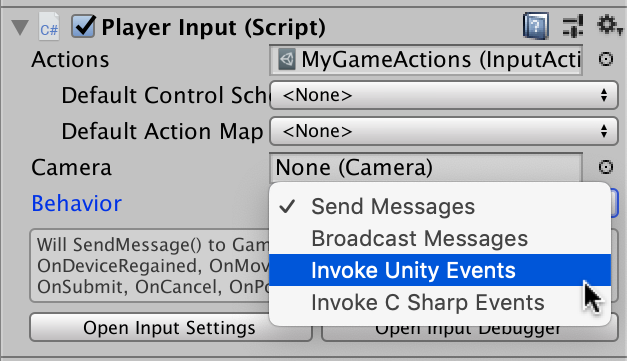 C#
Player Input (Script)
Actions
MyGameActions (InputActi
Default Control Sche
<None>
Default Action Map
<None>
Camera
None (Camera)
Behavior
✓ Send Messages
Broadcast Messages
Invoke Unity Events
Invoke C Sharp Events
Will SendMessage() to Gam
OnDeviceRegained, OnMov
OnSubmit, OnCancel, OnPo
Open Input Settings
Open Input Debugger